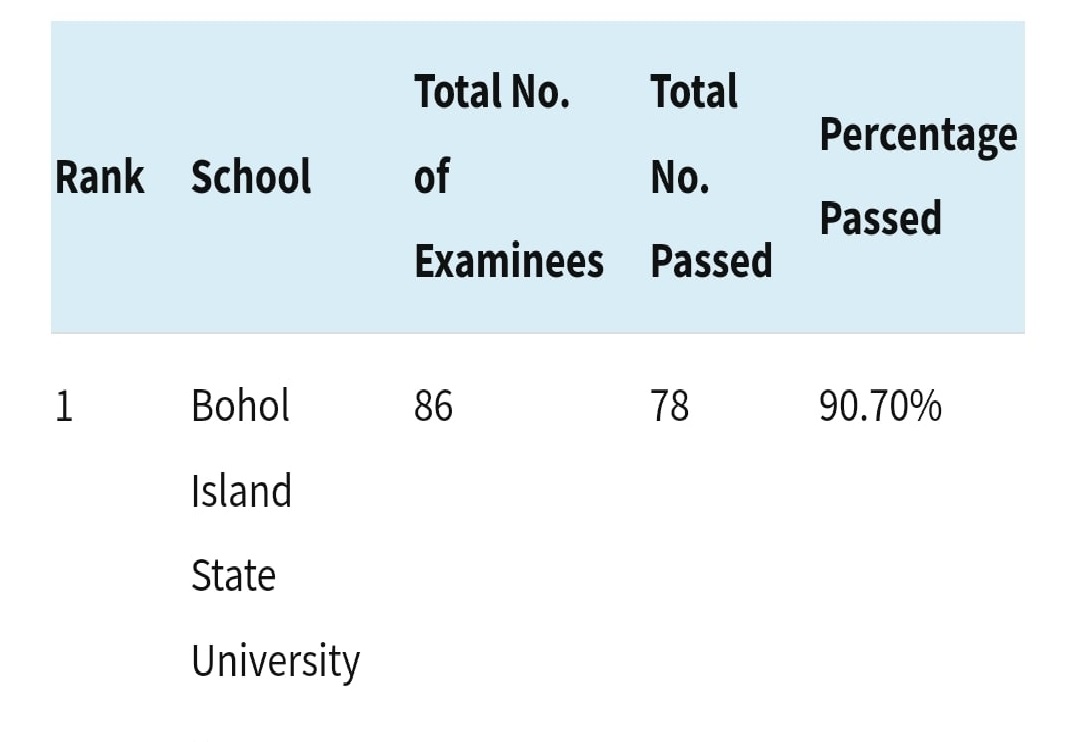 Rank School Total No. of Examinees Total No. Passed Percentage Passed
1 Bohol Island State University 86 78 90.70%